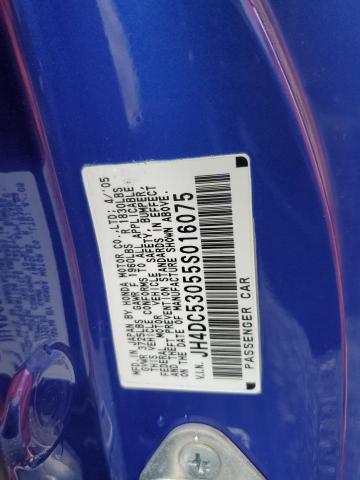 MFD. IN JAPAN BY HONDA MOTOR CO.,LTD: 4/'05
GVWR 3725LBS GAWR F 1960LBS R 1830LBS
THIS VEHICLE CONFORMS TO ALL APPLICABLE
FEDERAL MOTOR VEHICLE SAFETY, BUMPER,
AND THEFT PREVENTION STANDARDS IN EFFECT
ON THE DATE OF MANUFACTURE SHOWN ABOVE.
V.I.N. JH4DC53055S016075
PASSENGER CAR